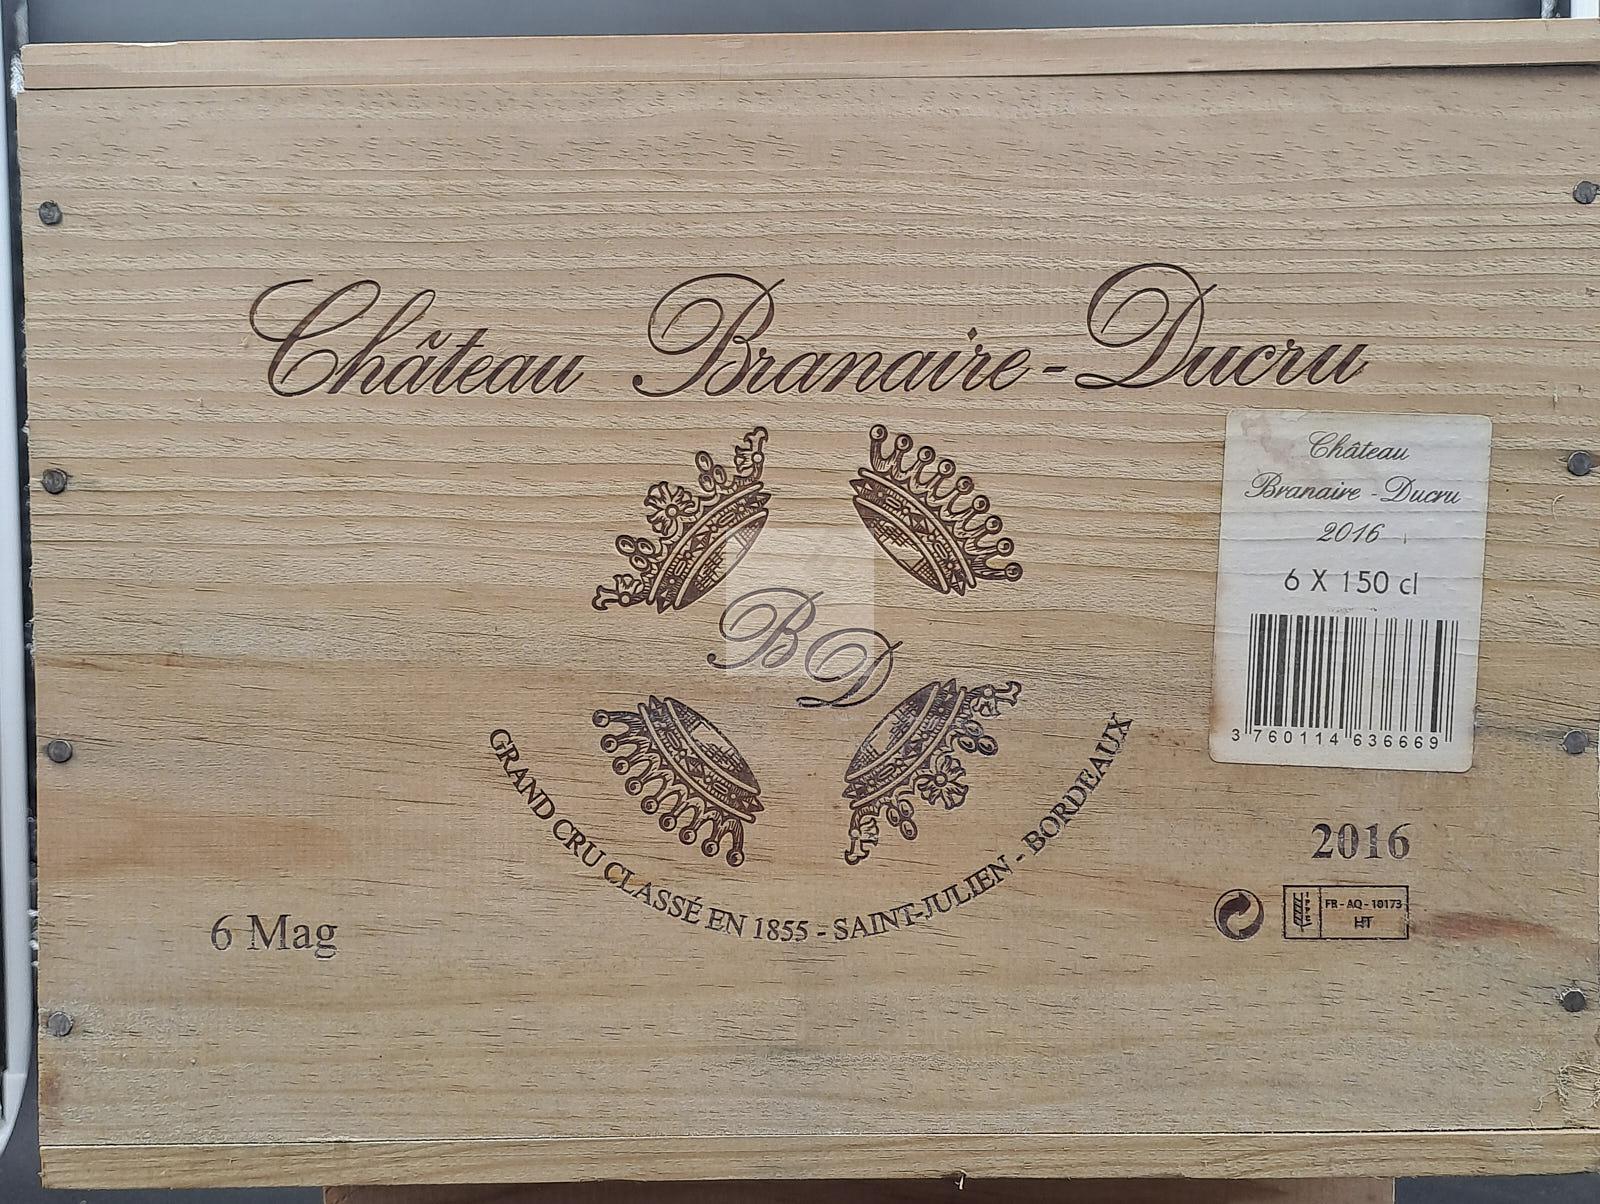 Château Branaire-Ducru
Château
Branaire - Ducru
2016
6 X 150 cl
3 760114 636669
BD
GRAND CRU CLASSÉ EN 1855 - SAINT-JULIEN - BORDEAUX
2016
6 Mag
IPPC
FR - AQ - 10173
HT